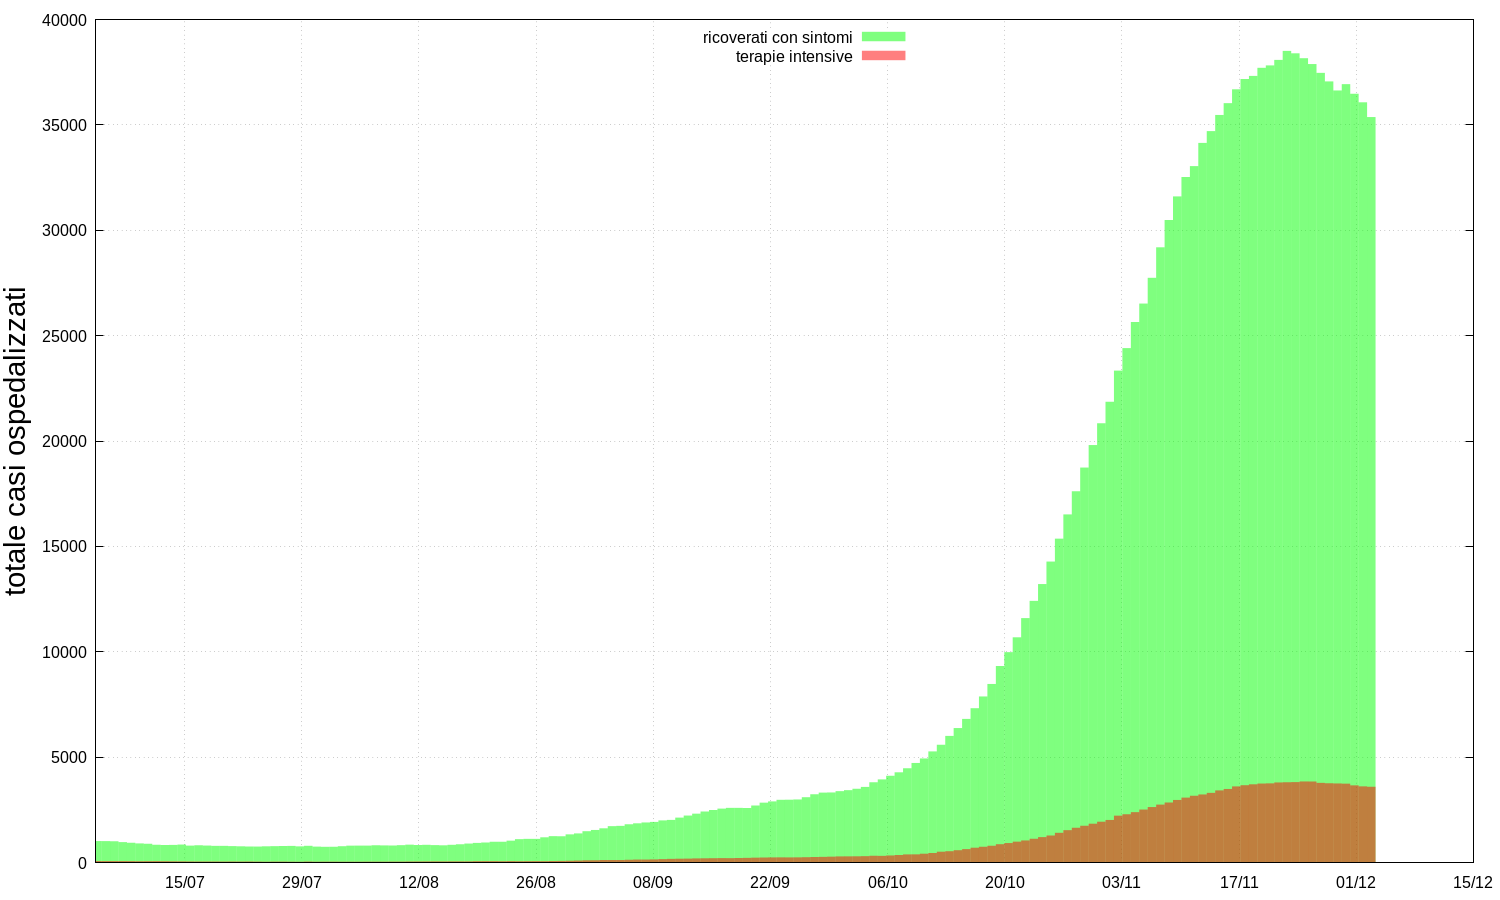 ricoverati con sintomi
terapie intensive
totale casi ospedalizzati
40000
35000
30000
25000
20000
15000
10000
5000
0
15/07 29/07 12/08 26/08 08/09 22/09 06/10 20/10 03/11 17/11 01/12 15/12